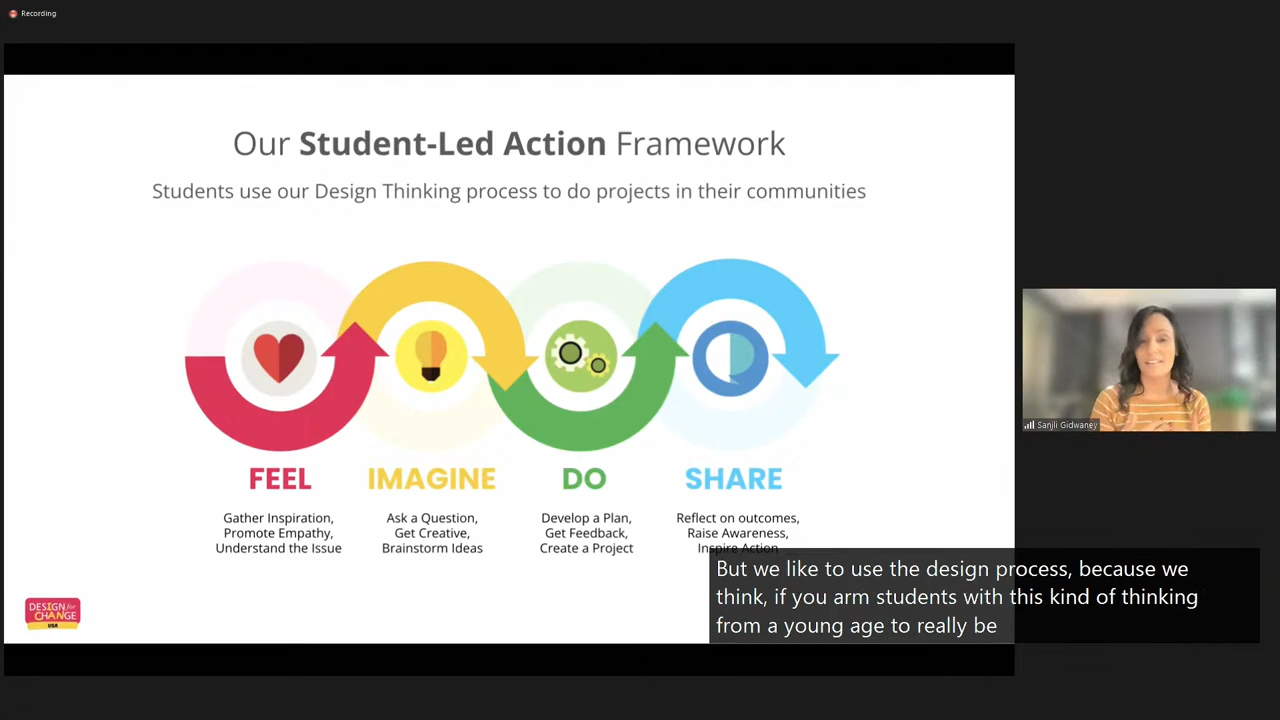 Recording
Our Student-Led Action Framework
Students use our Design Thinking process to do projects in their communities
FEEL
Gather Inspiration,
Promote Empathy,
Understand the Issue
IMAGINE
Ask a Question,
Get Creative,
Brainstorm Ideas
DO
Develop a Plan,
Get Feedback,
Create a Project
SHARE
Reflect on outcomes,
Raise Awareness,
Inspire Action
DESIGN for
CHANGE
USA
Sanjli Gidwaney
But we like to use the design process, because we
think, if you arm students with this kind of thinking
from a young age to really be